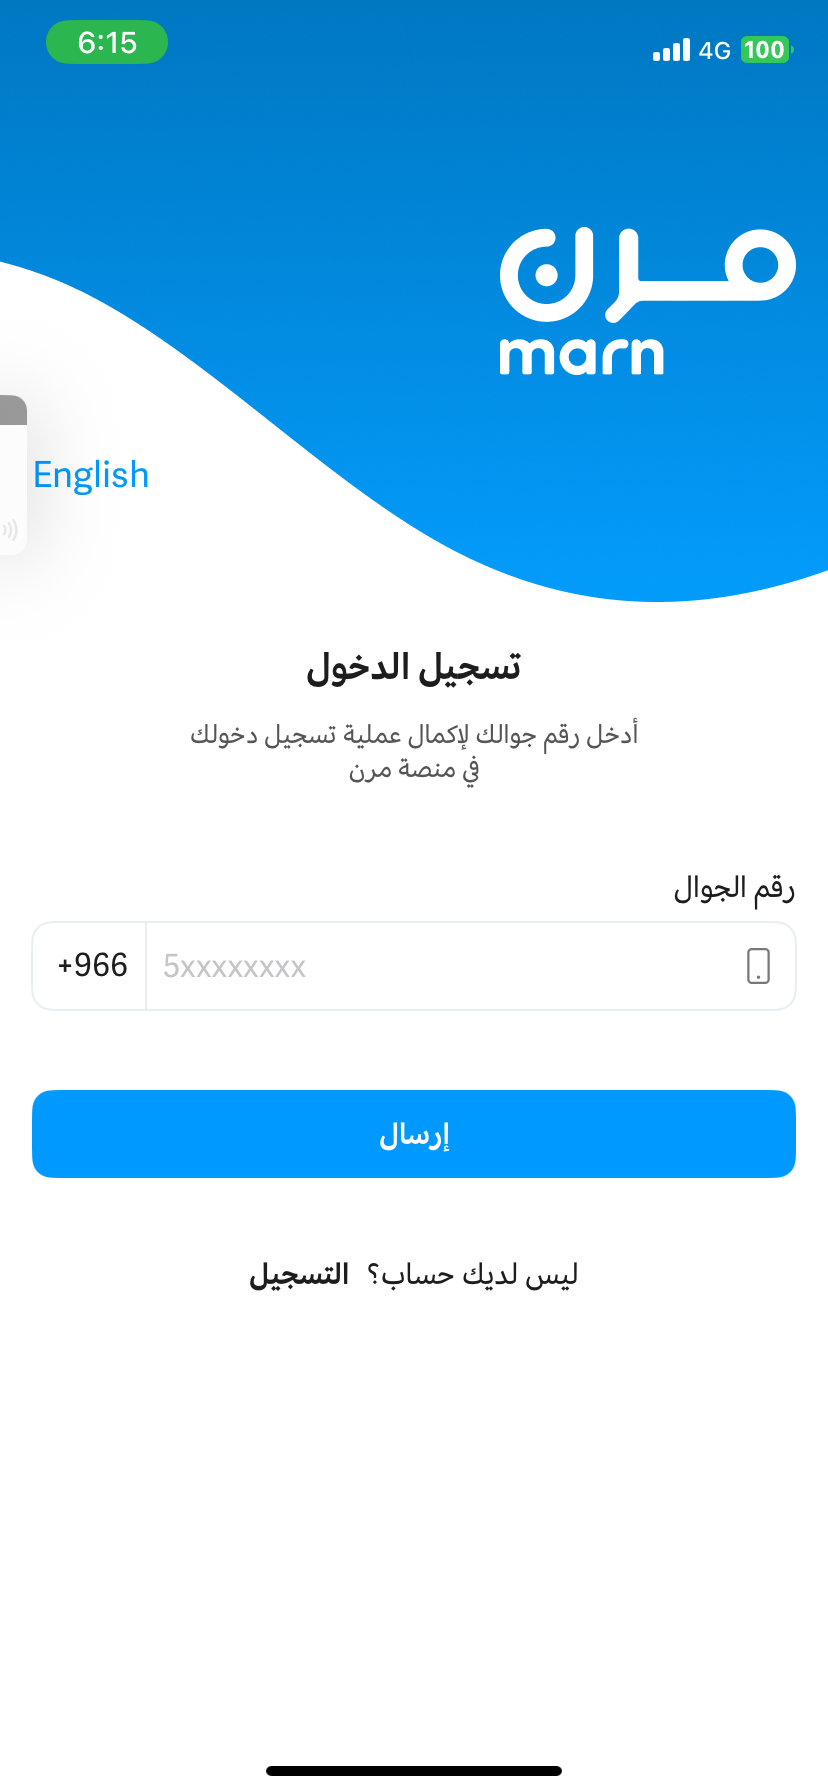 6:15
4G 100
مرن
marn
English
تسجيل الدخول
أدخل رقم جوالك لإكمال عملية تسجيل دخولك
في منصة مرن
رقم الجوال
+966 5xxxxxxxx
إرسال
ليس لديك حساب؟ التسجيل